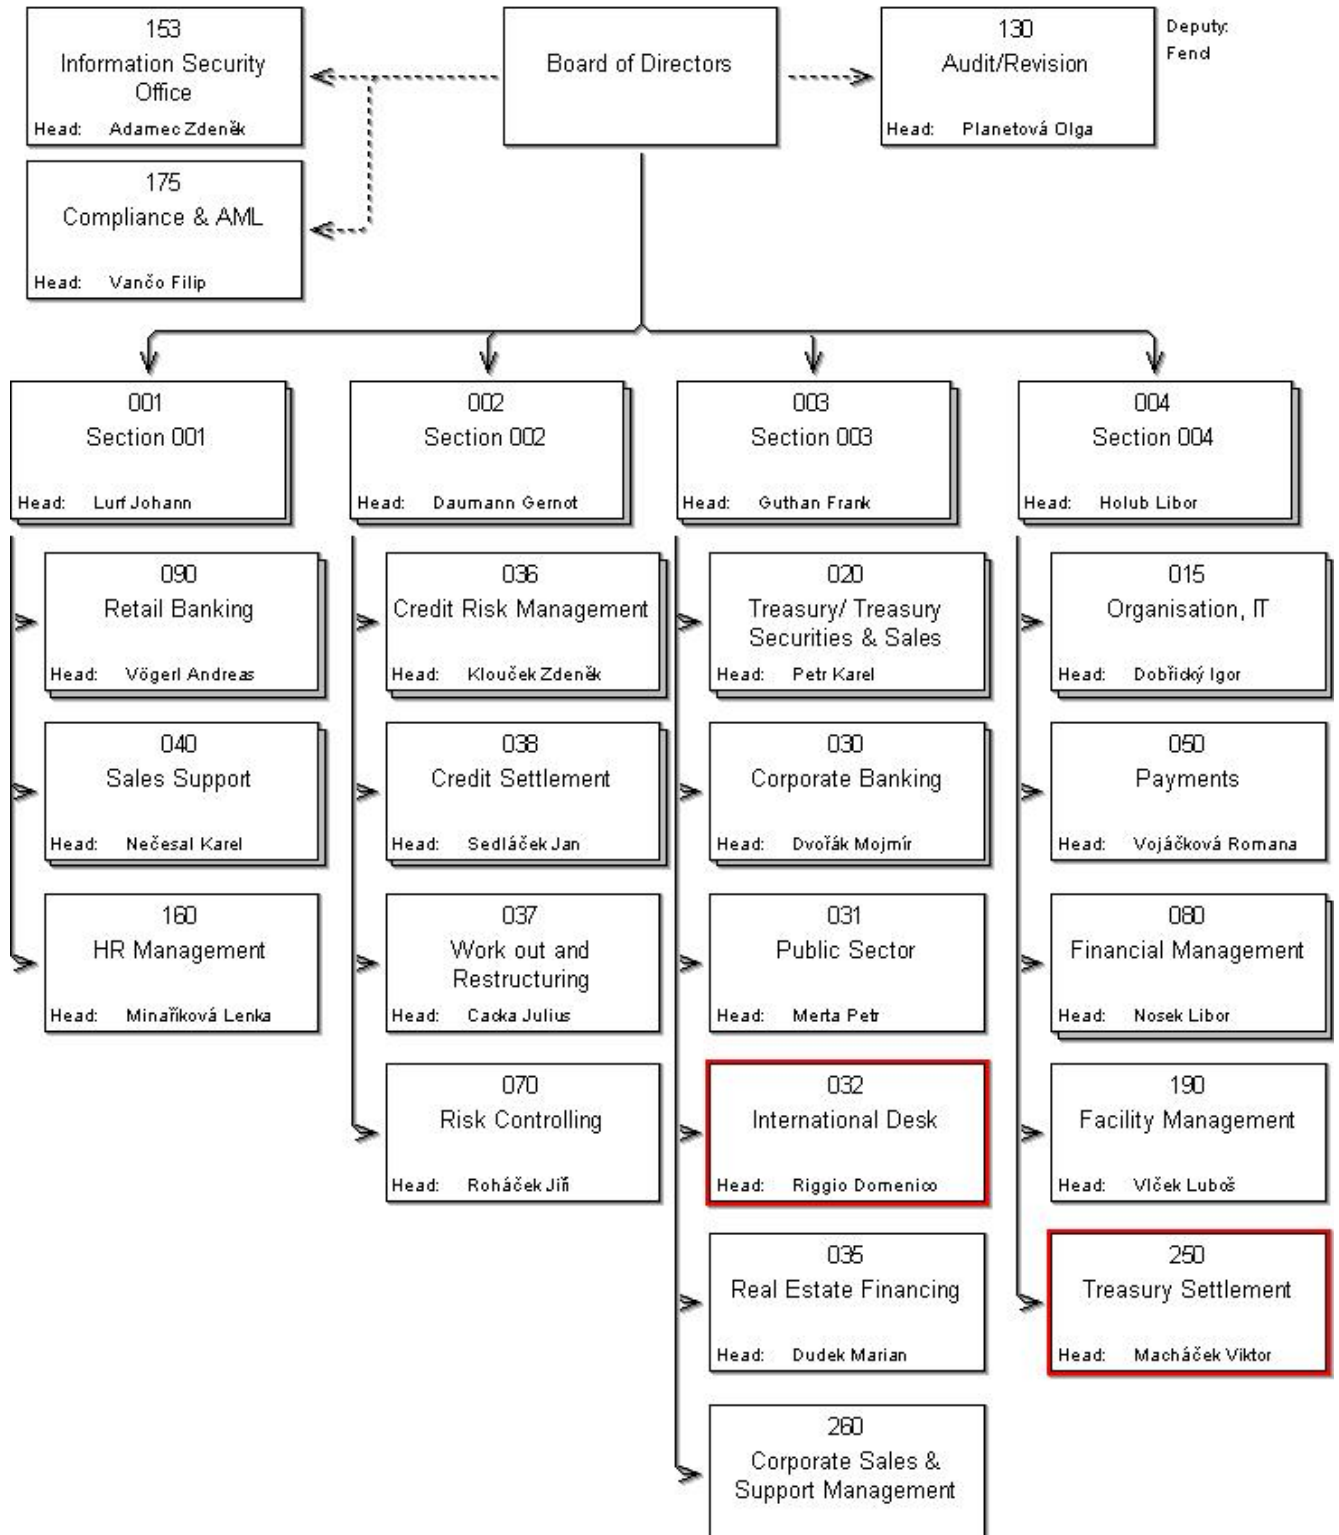 153
Information Security
Office
Head: Adamec Zdeněk
Board of Directors
130
Audit/Revision
Head: Planetová Olga
Deputy:
Fencl
175
Compliance & AML
Head: Vančo Filip
001
Section 001
Head: Lurf Johann
002
Section 002
Head: Daumann Gernot
003
Section 003
Head: Guthan Frank
004
Section 004
Head: Holub Libor
090
Retail Banking
Head: Vögerl Andreas
036
Credit Risk Management
Head: Klouček Zdeněk
020
Treasury/ Treasury
Securities & Sales
Head: Petr Karel
015
Organisation, IT
Head: Dobřický Igor
040
Sales Support
Head: Nečesal Karel
038
Credit Settlement
Head: Sedláček Jan
030
Corporate Banking
Head: Dvořák Mojmír
050
Payments
Head: Vojáčková Romana
160
HR Management
Head: Minaříková Lenka
037
Work out and
Restructuring
Head: Cacka Julius
031
Public Sector
Head: Merta Petr
080
Financial Management
Head: Nosek Libor
070
Risk Controlling
Head: Roháček Jiří
032
International Desk
Head: Riggio Domenico
190
Facility Management
Head: Vlček Luboš
035
Real Estate Financing
Head: Dudek Marian
250
Treasury Settlement
Head: Macháček Viktor
260
Corporate Sales &
Support Management